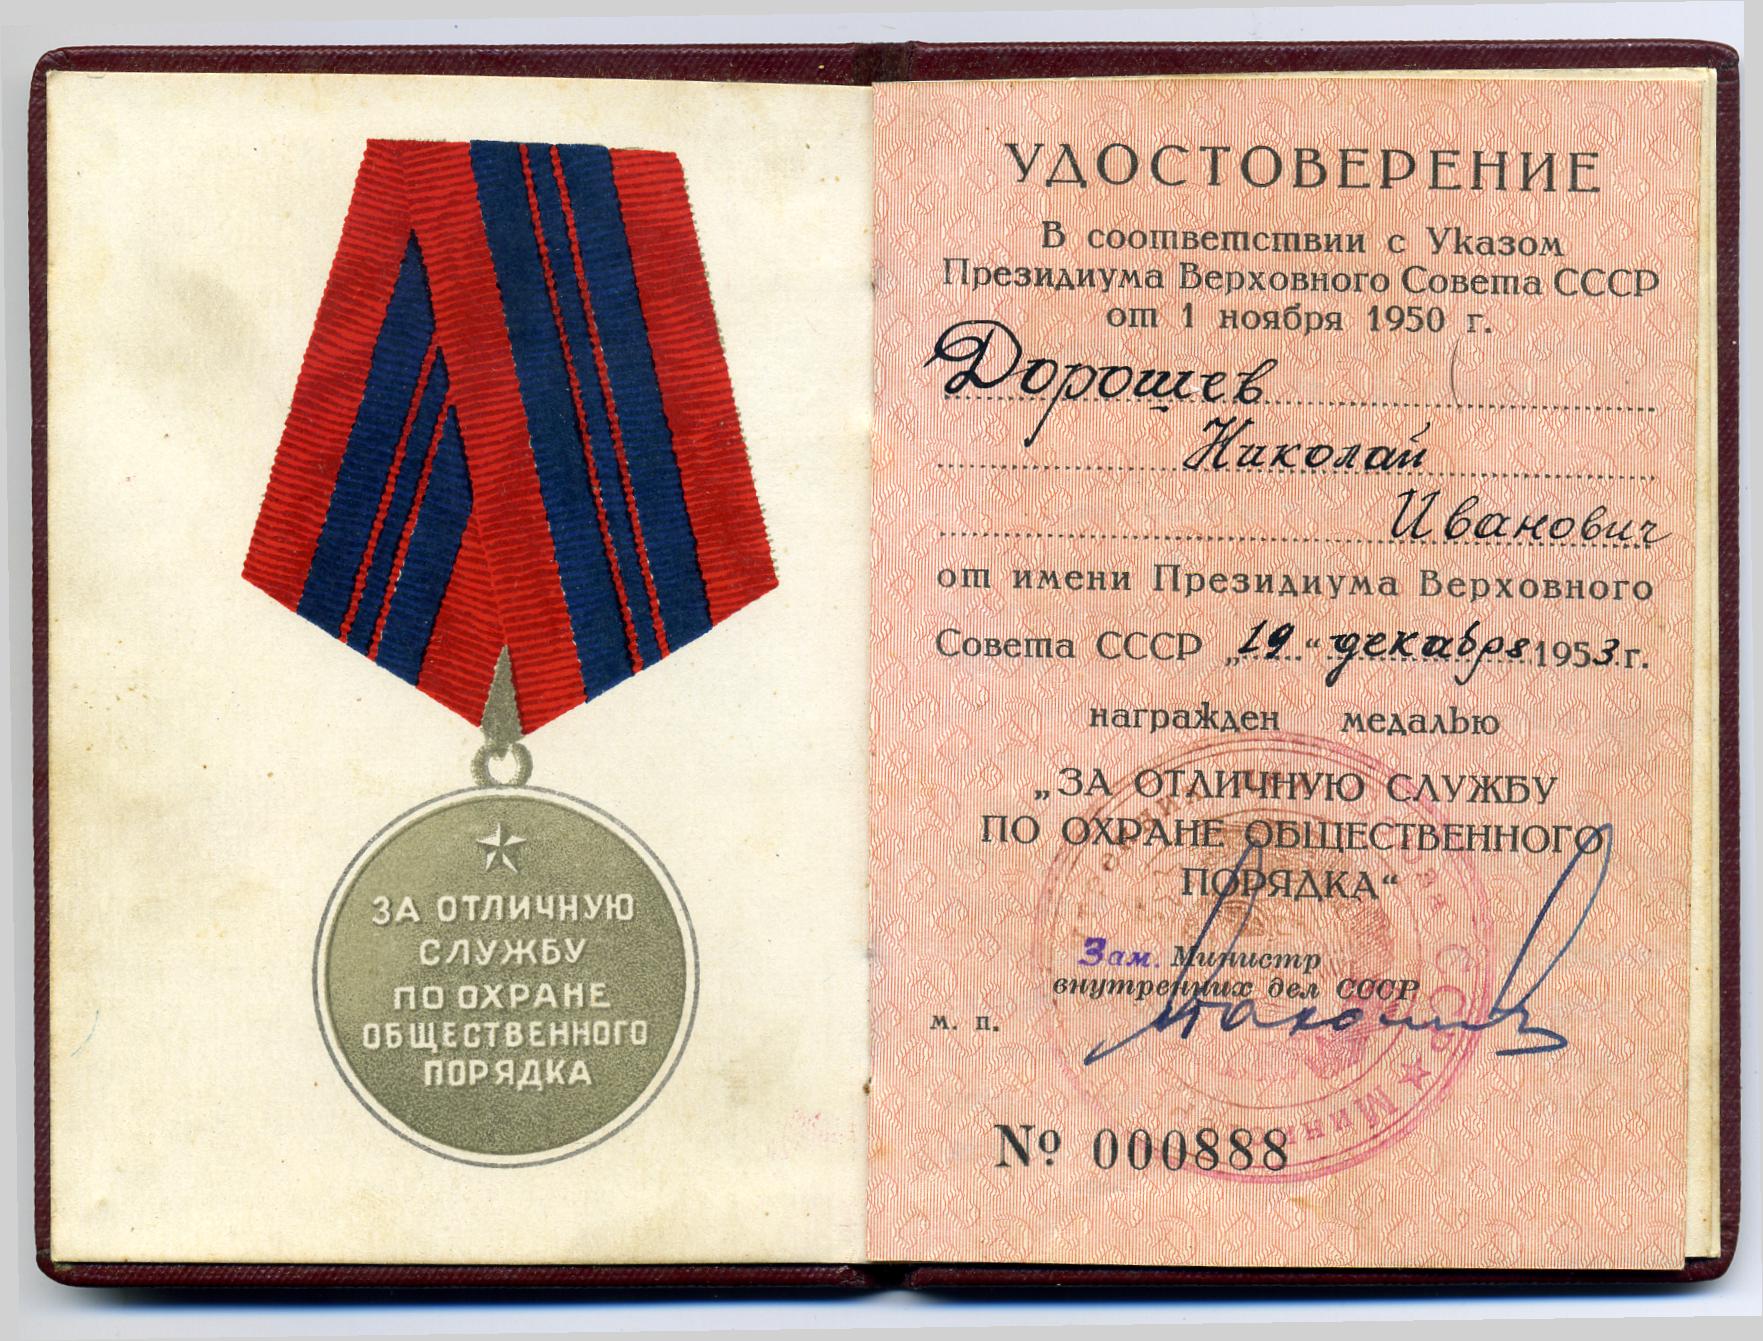 ЗА ОТЛИЧНУЮ
СЛУЖБУ
ПО ОХРАНЕ
ОБЩЕСТВЕННОГО
ПОРЯДКА
УДОСТОВЕРЕНИЕ
В соответствии с Указом
Президиума Верховного Совета СССР
от 1 ноября 1950 г.
Дорошев
Николай
Иванович
от имени Президиума Верховного
Совета СССР „19“ декабря 1953 г.
награжден медалью
„ЗА ОТЛИЧНУЮ СЛУЖБУ
ПО ОХРАНЕ ОБЩЕСТВЕННОГО
ПОРЯДКА“
Зам. Министр
внутренних дел СССР
м. п.
№ 000888